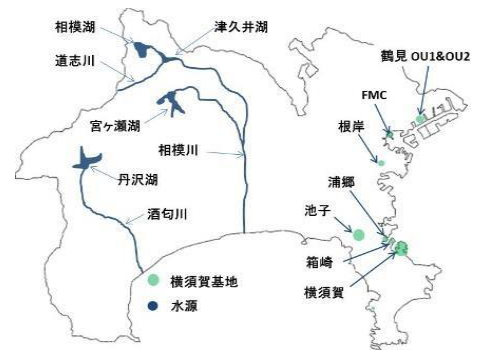 相模湖
津久井湖
道志川
鶴見 OU1&OU2
FMC
宮ヶ瀬湖
根岸
相模川
丹沢湖
浦郷
酒匂川
池子
箱崎
横須賀
横須賀基地
水源